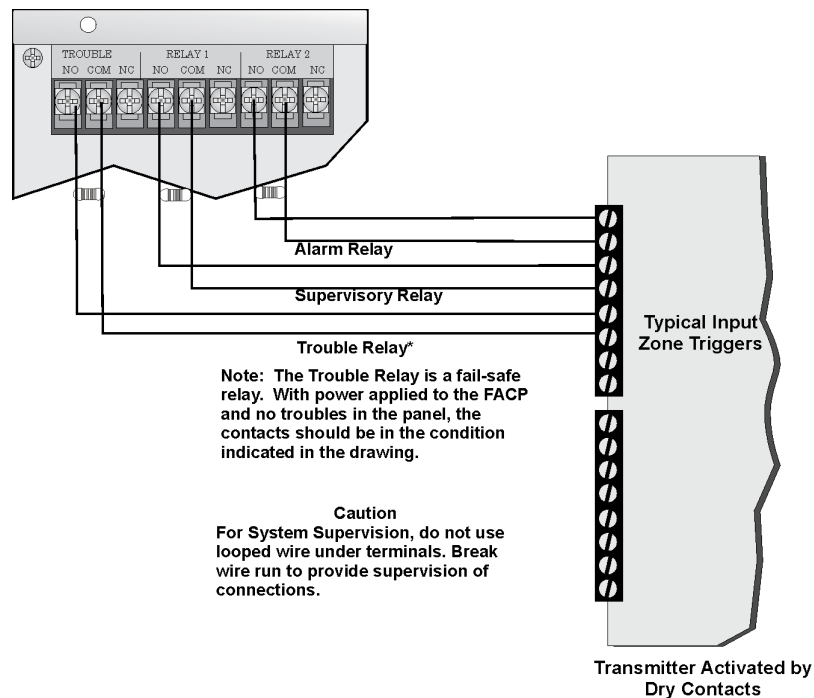 TROUBLE RELAY 1 RELAY 2
NO COM NC NO COM NC NO COM NC
Alarm Relay
Supervisory Relay
Trouble Relay*
Typical Input
Zone Triggers
Note: The Trouble Relay is a fail-safe
relay. With power applied to the FACP
and no troubles in the panel, the
contacts should be in the condition
indicated in the drawing.
Caution
For System Supervision, do not use
looped wire under terminals. Break
wire run to provide supervision of
connections.
Transmitter Activated by
Dry Contacts